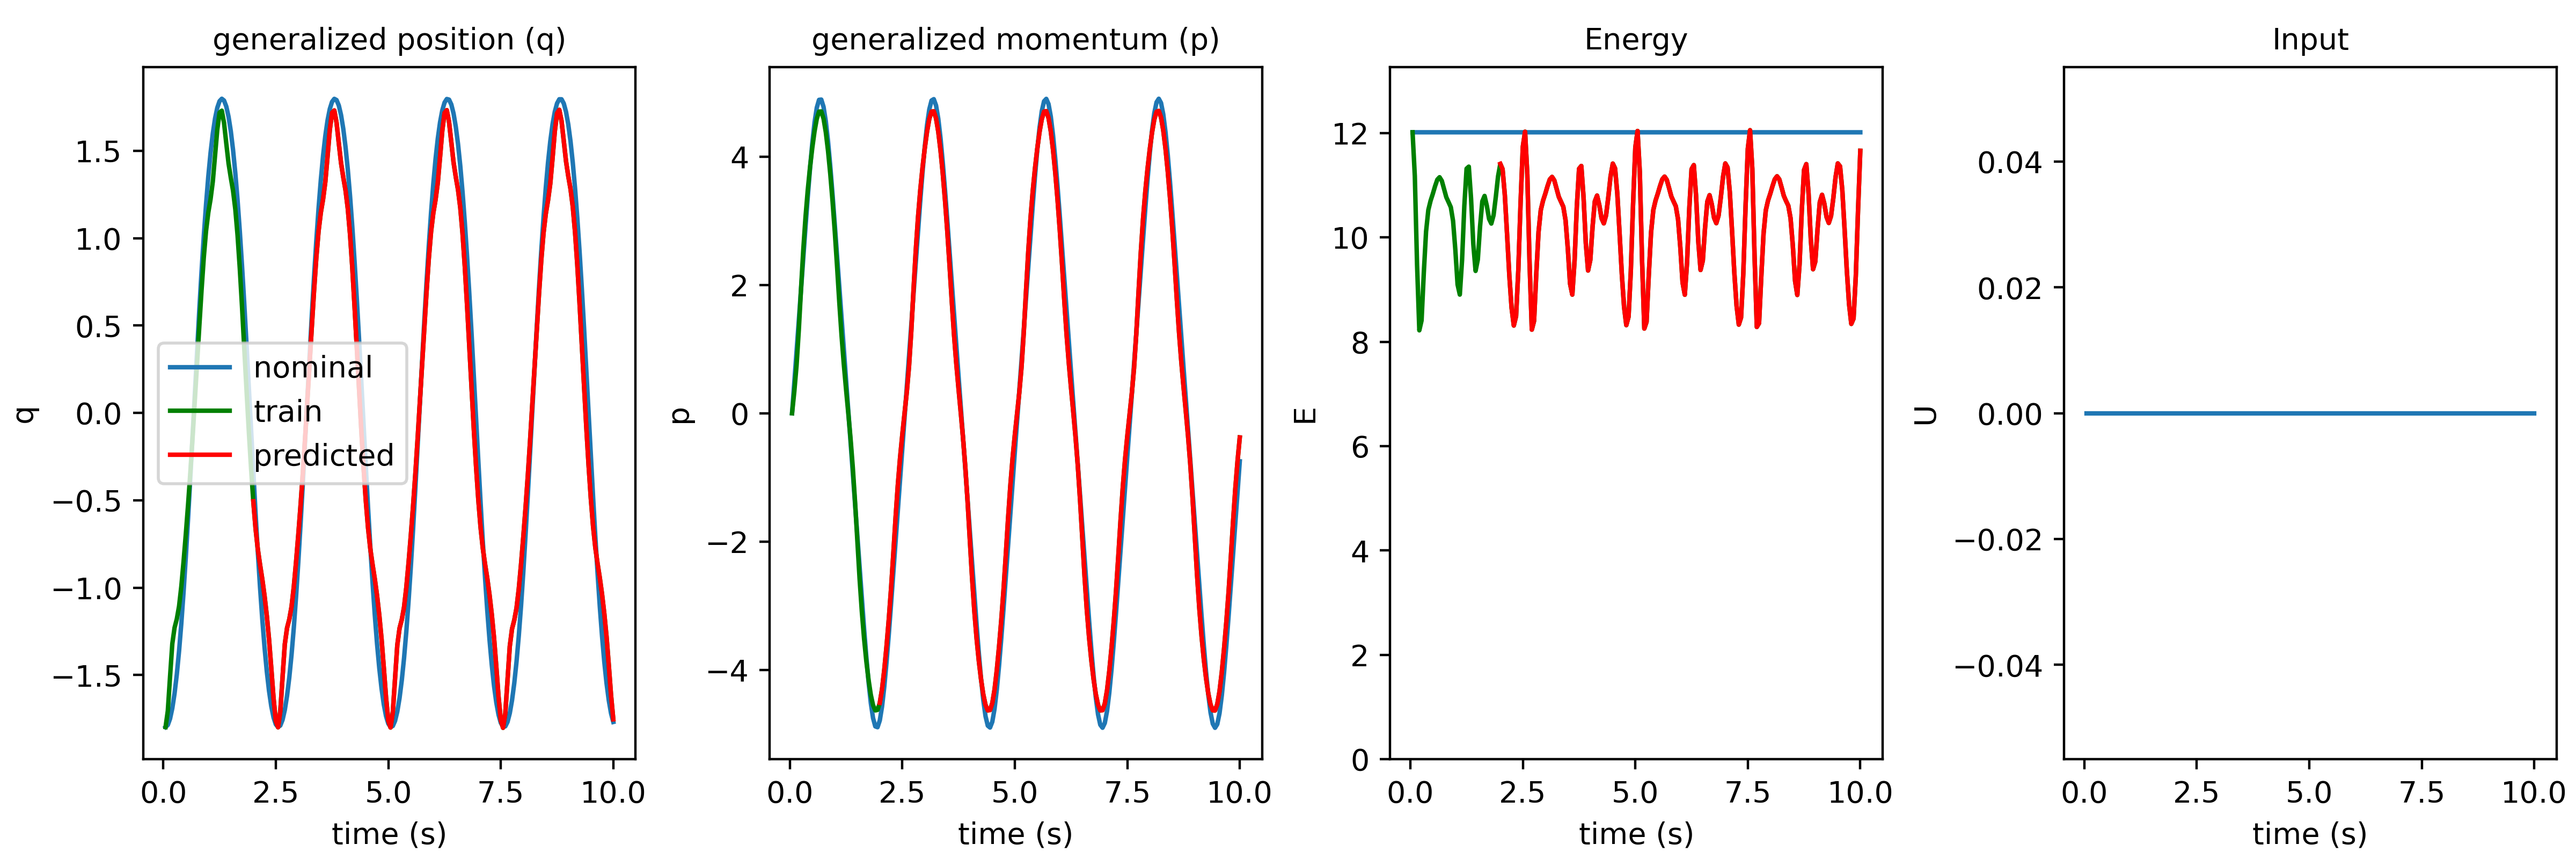 generalized position (q)
q
1.5
1.0
0.5
0.0
−0.5
−1.0
−1.5
nominal
train
predicted
0.0 2.5 5.0 7.5 10.0
time (s)
generalized momentum (p)
p
4
2
0
−2
−4
0.0 2.5 5.0 7.5 10.0
time (s)
Energy
E
12
10
8
6
4
2
0
0.0 2.5 5.0 7.5 10.0
time (s)
Input
U
0.04
0.02
0.00
−0.02
−0.04
0.0 2.5 5.0 7.5 10.0
time (s)